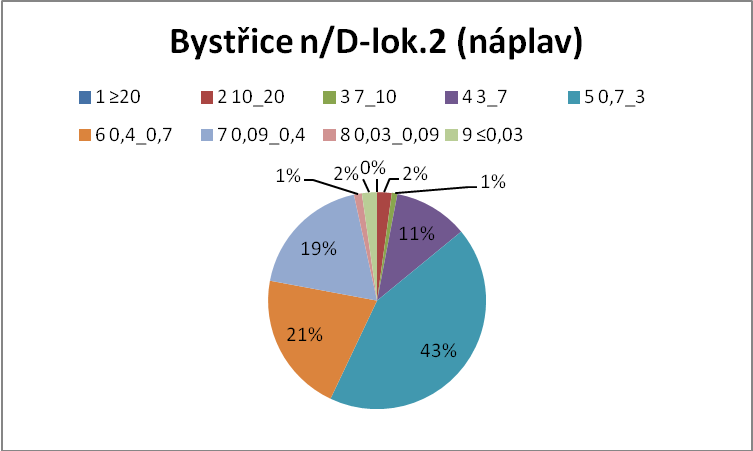 Bystřice n/D-lok.2 (náplav)
1 ≥20 2 10_20 3 7_10 4 3_7 5 0,7_3
6 0,4_0,7 7 0,09_0,4 8 0,03_0,09 9 ≤0,03
1% 2% 0% 2% 1%
11%
19%
21%
43%